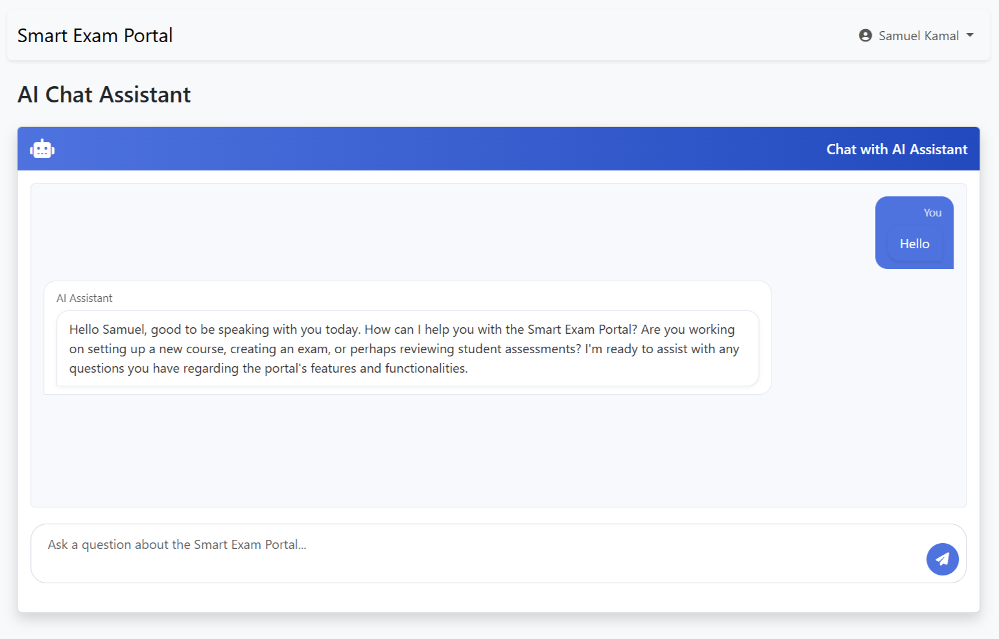 Smart Exam Portal
Samuel Kamal
AI Chat Assistant
Chat with AI Assistant
You
Hello
AI Assistant
Hello Samuel, good to be speaking with you today. How can I help you with the Smart Exam Portal? Are you working
on setting up a new course, creating an exam, or perhaps reviewing student assessments? I'm ready to assist with any
questions you have regarding the portal's features and functionalities.
Ask a question about the Smart Exam Portal...